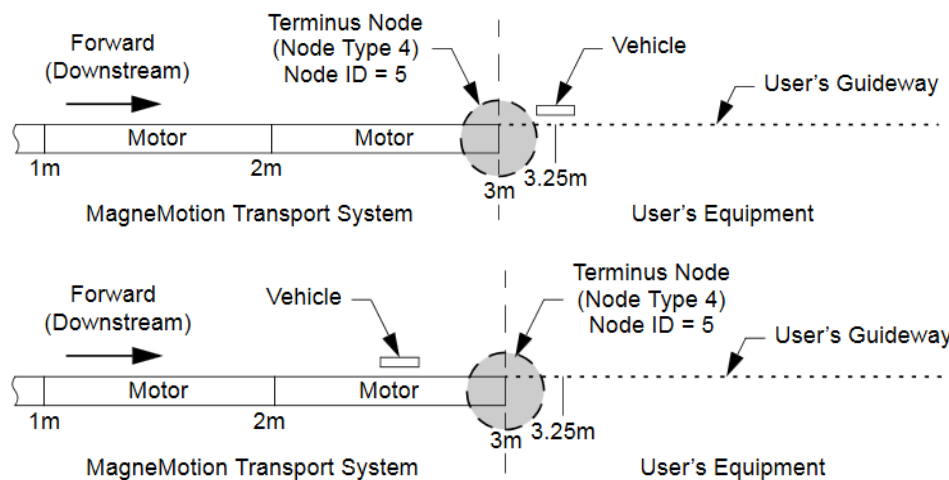 Terminus Node
(Node Type 4)
Node ID = 5
Forward
(Downstream)
Vehicle
User's Guideway
Motor
Motor
1m
2m
3m
3.25m
MagneMotion Transport System
User's Equipment
Terminus Node
(Node Type 4)
Node ID = 5
Forward
(Downstream)
Vehicle
User's Guideway
Motor
Motor
1m
2m
3m
3.25m
MagneMotion Transport System
User's Equipment